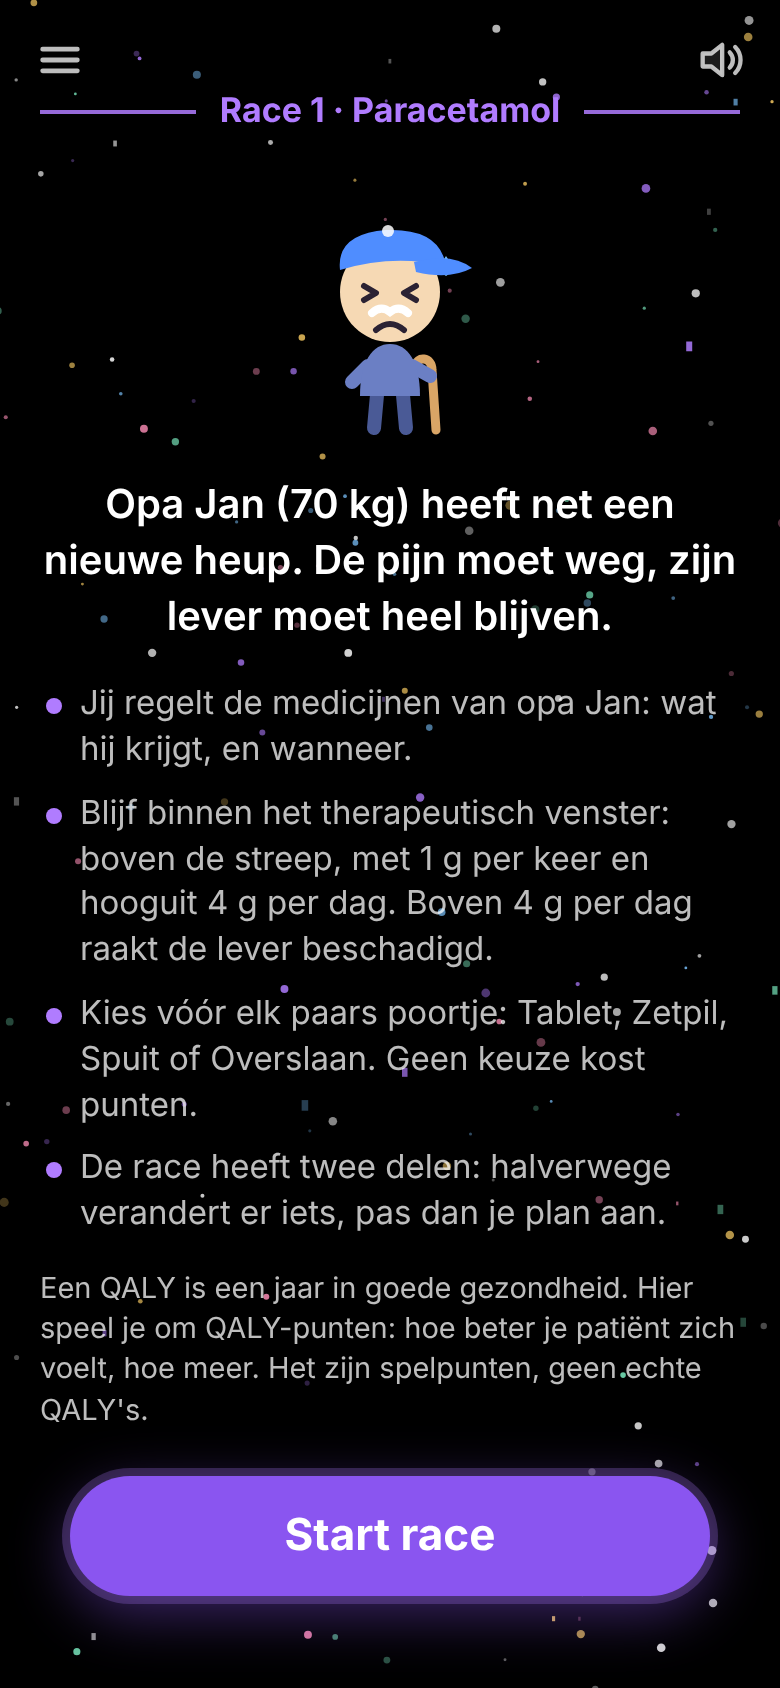 Race 1 · Paracetamol
Opa Jan (70 kg) heeft net een
nieuwe heup. De pijn moet weg, zijn
lever moet heel blijven.
Jij regelt de medicijnen van opa Jan: wat
hij krijgt, en wanneer.
Blijf binnen het therapeutisch venster:
boven de streep, met 1 g per keer en
hooguit 4 g per dag. Boven 4 g per dag
raakt de lever beschadigd.
Kies vóór elk paars poortje: Tablet, Zetpil,
Spuit of Overslaan. Geen keuze kost
punten.
De race heeft twee delen: halverwege
verandert er iets, pas dan je plan aan.
Een QALY is een jaar in goede gezondheid. Hier
speel je om QALY-punten: hoe beter je patiënt zich
voelt, hoe meer. Het zijn spelpunten, geen echte
QALY's.
Start race